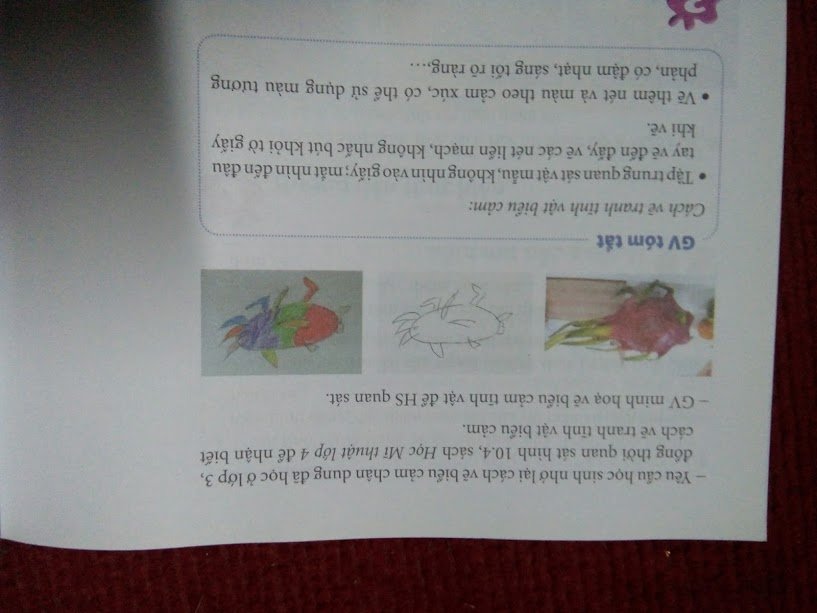 – Yêu cầu học sinh nhớ lại cách vẽ biểu cảm chân dung đã học ở lớp 3,
đồng thời quan sát hình 10.4, sách Học Mĩ thuật lớp 4 để nhận biết
cách vẽ tranh tĩnh vật biểu cảm.
– GV minh hoạ vẽ biểu cảm tĩnh vật để HS quan sát.
GV tóm tắt
Cách vẽ tranh tĩnh vật biểu cảm:
• Tập trung quan sát vật mẫu, không nhìn vào giấy; mắt nhìn đến đâu
tay vẽ đến đấy, vẽ các nét liền mạch, không nhấc bút khỏi tờ giấy
khi vẽ.
• Vẽ thêm nét và màu theo cảm xúc, có thể sử dụng màu tương
phản, có đậm nhạt, sáng tối rõ ràng,…